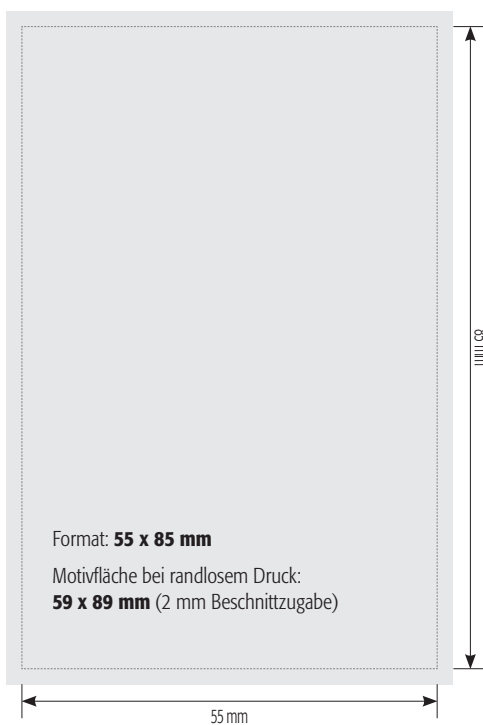 Format: 55 x 85 mm
Motivfläche bei randlosem Druck:
59 x 89 mm (2 mm Beschnittzugabe)
55 mm